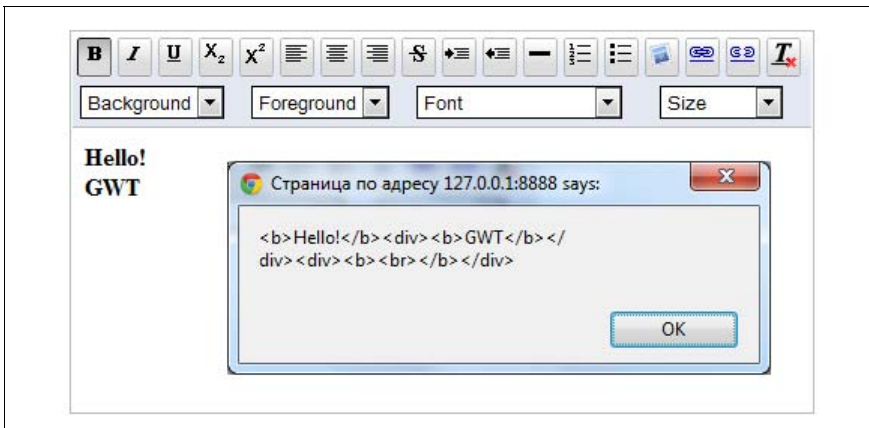 B I U X₂ X² S T
Background Foreground Font Size
Hello!
GWT
Страница по адресу 127.0.0.1:8888 says:
<b>Hello!</b><div><b>GWT</b></
div><div><b><br></b></div>
OK